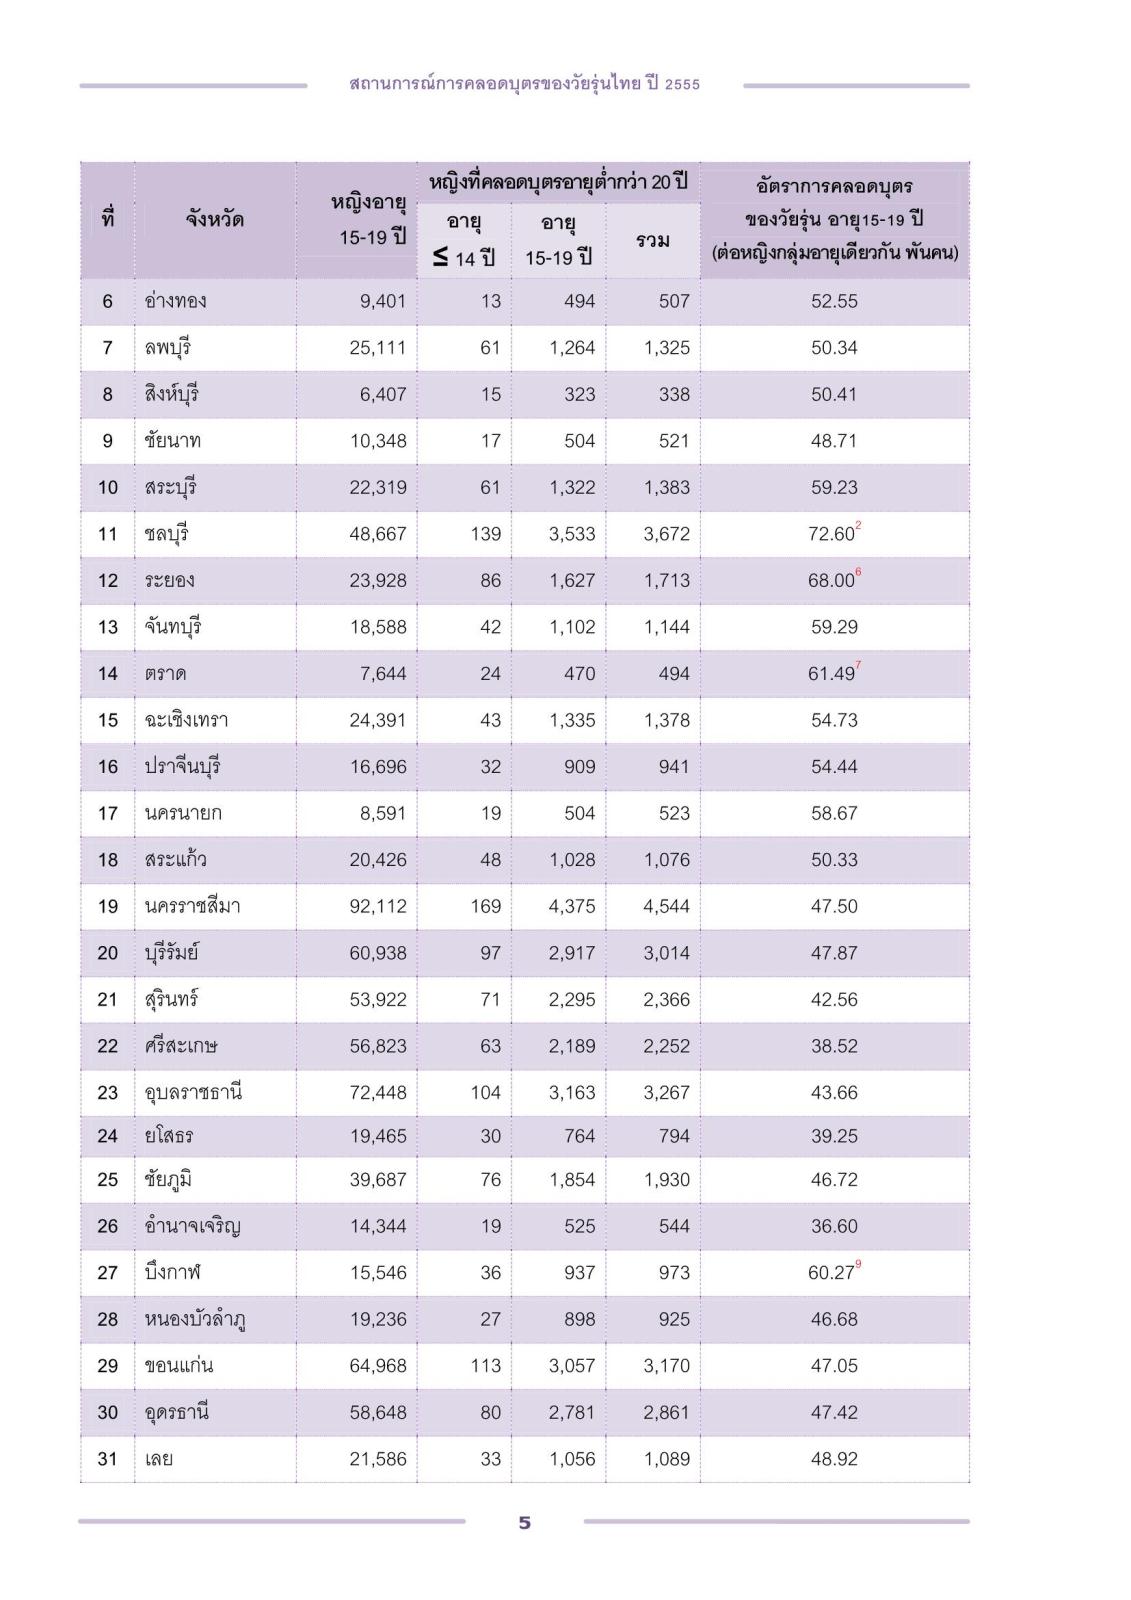 สถานการณ์การคลอดบุตรของวัยรุ่นไทย ปี 2555
ที่ จังหวัด หญิงอายุ 15-19 ปี หญิงที่คลอดบุตรอายุต่ำกว่า 20 ปี อัตราการคลอดบุตร
ของวัยรุ่น อายุ15-19 ปี
(ต่อหญิงกลุ่มอายุเดียวกัน พันคน)
อายุ ≤ 14 ปี อายุ 15-19 ปี รวม
6 อ่างทอง 9,401 13 494 507 52.55
7 ลพบุรี 25,111 61 1,264 1,325 50.34
8 สิงห์บุรี 6,407 15 323 338 50.41
9 ชัยนาท 10,348 17 504 521 48.71
10 สระบุรี 22,319 61 1,322 1,383 59.23
11 ชลบุรี 48,667 139 3,533 3,672 72.60²
12 ระยอง 23,928 86 1,627 1,713 68.00⁶
13 จันทบุรี 18,588 42 1,102 1,144 59.29
14 ตราด 7,644 24 470 494 61.49⁷
15 ฉะเชิงเทรา 24,391 43 1,335 1,378 54.73
16 ปราจีนบุรี 16,696 32 909 941 54.44
17 นครนายก 8,591 19 504 523 58.67
18 สระแก้ว 20,426 48 1,028 1,076 50.33
19 นครราชสีมา 92,112 169 4,375 4,544 47.50
20 บุรีรัมย์ 60,938 97 2,917 3,014 47.87
21 สุรินทร์ 53,922 71 2,295 2,366 42.56
22 ศรีสะเกษ 56,823 63 2,189 2,252 38.52
23 อุบลราชธานี 72,448 104 3,163 3,267 43.66
24 ยโสธร 19,465 30 764 794 39.25
25 ชัยภูมิ 39,687 76 1,854 1,930 46.72
26 อำนาจเจริญ 14,344 19 525 544 36.60
27 บึงกาฬ 15,546 36 937 973 60.27⁹
28 หนองบัวลำภู 19,236 27 898 925 46.68
29 ขอนแก่น 64,968 113 3,057 3,170 47.05
30 อุดรธานี 58,648 80 2,781 2,861 47.42
31 เลย 21,586 33 1,056 1,089 48.92
5